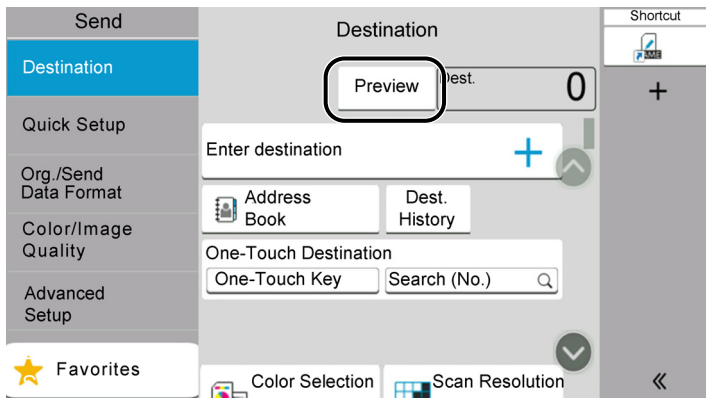 Send
Destination
Quick Setup
Org./Send
Data Format
Color/Image
Quality
Advanced
Setup
Favorites
Destination
Preview
Dest.
0
Enter destination
Address
Book
Dest.
History
One-Touch Destination
One-Touch Key
Search (No.)
Color Selection
Scan Resolution
Shortcut
NAME